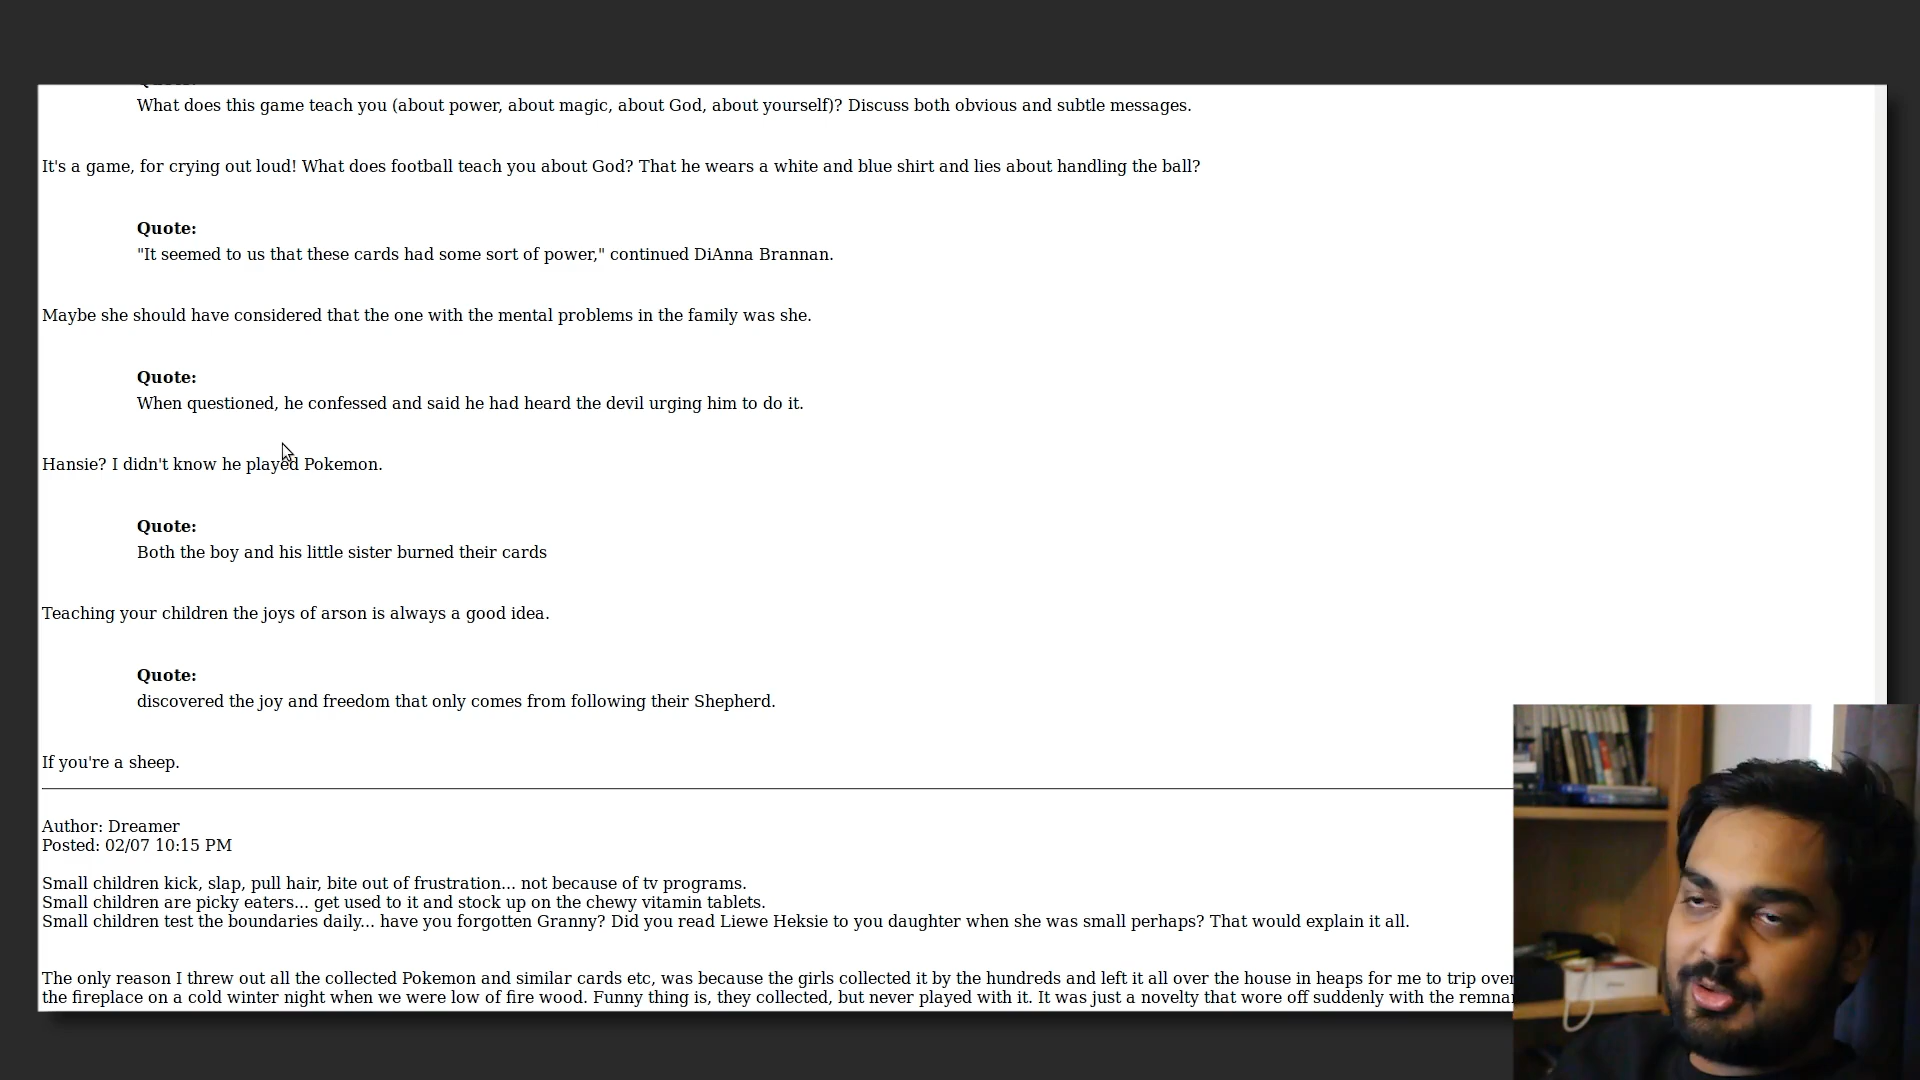 What does this game teach you (about power, about magic, about God, about yourself)? Discuss both obvious and subtle messages.
It's a game, for crying out loud! What does football teach you about God? That he wears a white and blue shirt and lies about handling the ball?
Quote:
"It seemed to us that these cards had some sort of power," continued DiAnna Brannan.
Maybe she should have considered that the one with the mental problems in the family was she.
Quote:
When questioned, he confessed and said he had heard the devil urging him to do it.
Hansie? I didn't know he played Pokemon.
Quote:
Both the boy and his little sister burned their cards
Teaching your children the joys of arson is always a good idea.
Quote:
discovered the joy and freedom that only comes from following their Shepherd.
If you're a sheep.
Author: Dreamer
Posted: 02/07 10:15 PM
Small children kick, slap, pull hair, bite out of frustration... not because of tv programs.
Small children are picky eaters... get used to it and stock up on the chewy vitamin tablets.
Small children test the boundaries daily... have you forgotten Granny? Did you read Liewe Heksie to you daughter when she was small perhaps? That would explain it all.
The only reason I threw out all the collected Pokemon and similar cards etc, was because the girls collected it by the hundreds and left it all over the house in heaps for me to trip over
the fireplace on a cold winter night when we were low of fire wood. Funny thing is, they collected, but never played with it. It was just a novelty that wore off suddenly with the